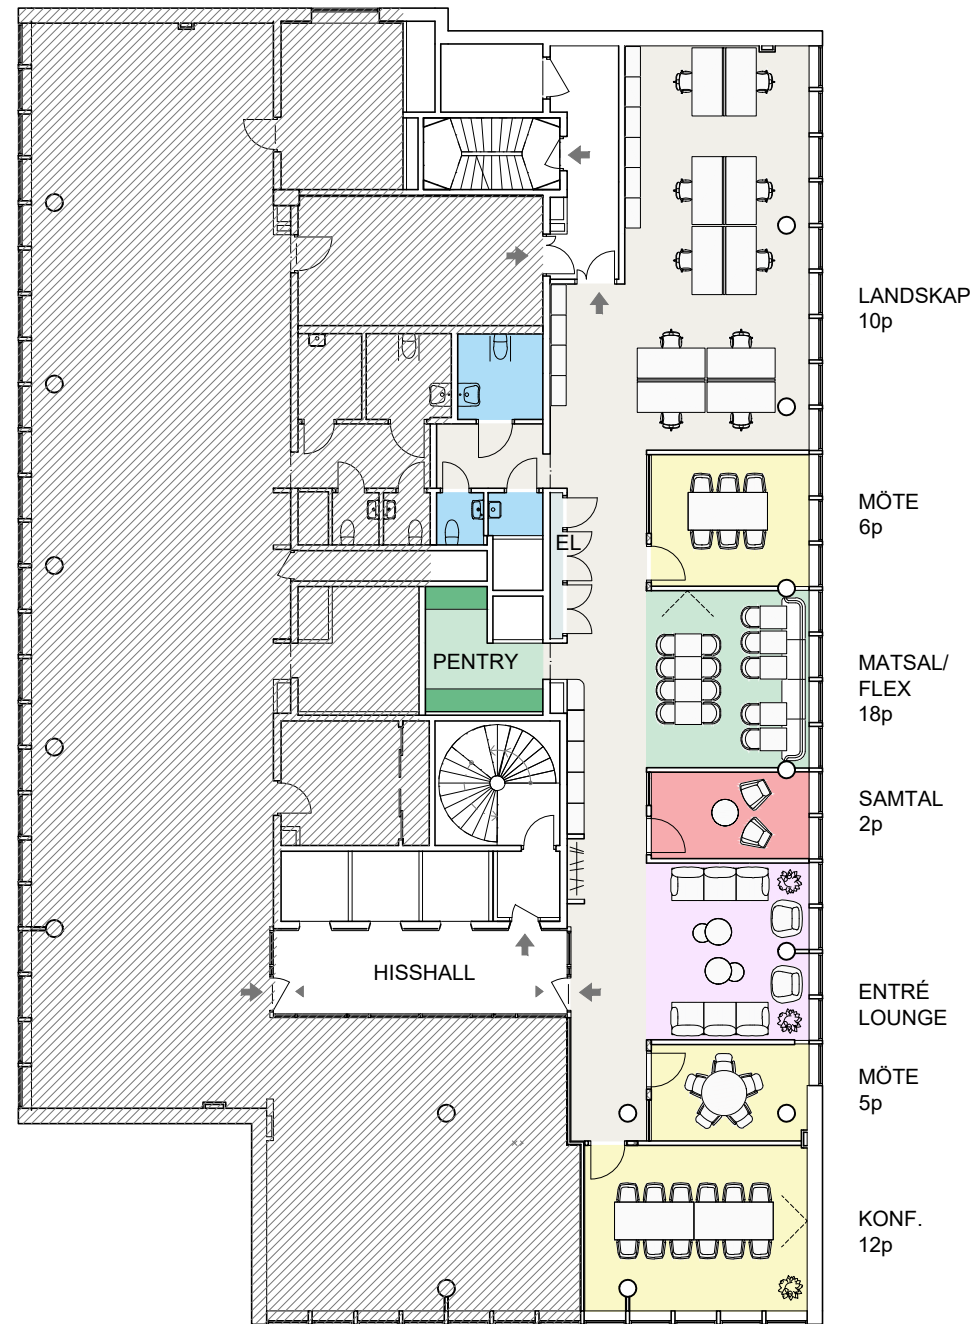 LANDSKAP
10p
MÖTE
6p
EL
PENTRY
MATSAL/
FLEX
18p
SAMTAL
2p
HISSHALL
ENTRÉ
LOUNGE
MÖTE
5p
KONF.
12p